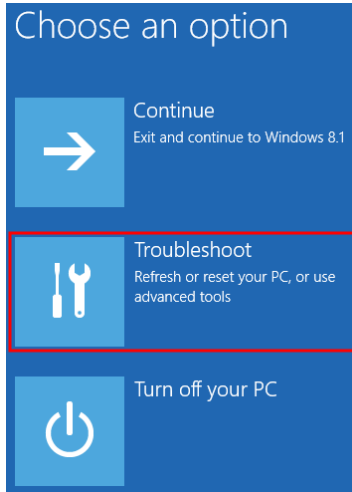 Choose an option
Continue
Exit and continue to Windows 8.1
Troubleshoot
Refresh or reset your PC, or use
advanced tools
Turn off your PC